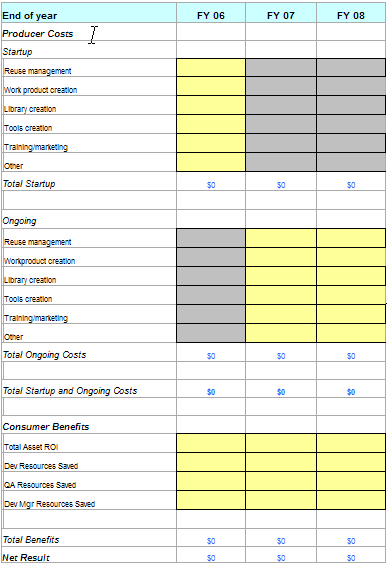 End of year FY 06 FY 07 FY 08
Producer Costs
Startup
Reuse management
Work product creation
Library creation
Tools creation
Training/marketing
Other
Total Startup $0 $0 $0
Ongoing
Reuse management
Workproduct creation
Library creation
Tools creation
Training/marketing
Other
Total Ongoing Costs $0 $0 $0
Total Startup and Ongoing Costs $0 $0 $0
Consumer Benefits
Total Asset ROI
Dev Resources Saved
QA Resources Saved
Dev Mgr Resources Saved
Total Benefits $0 $0 $0
Net Result $0 $0 $0